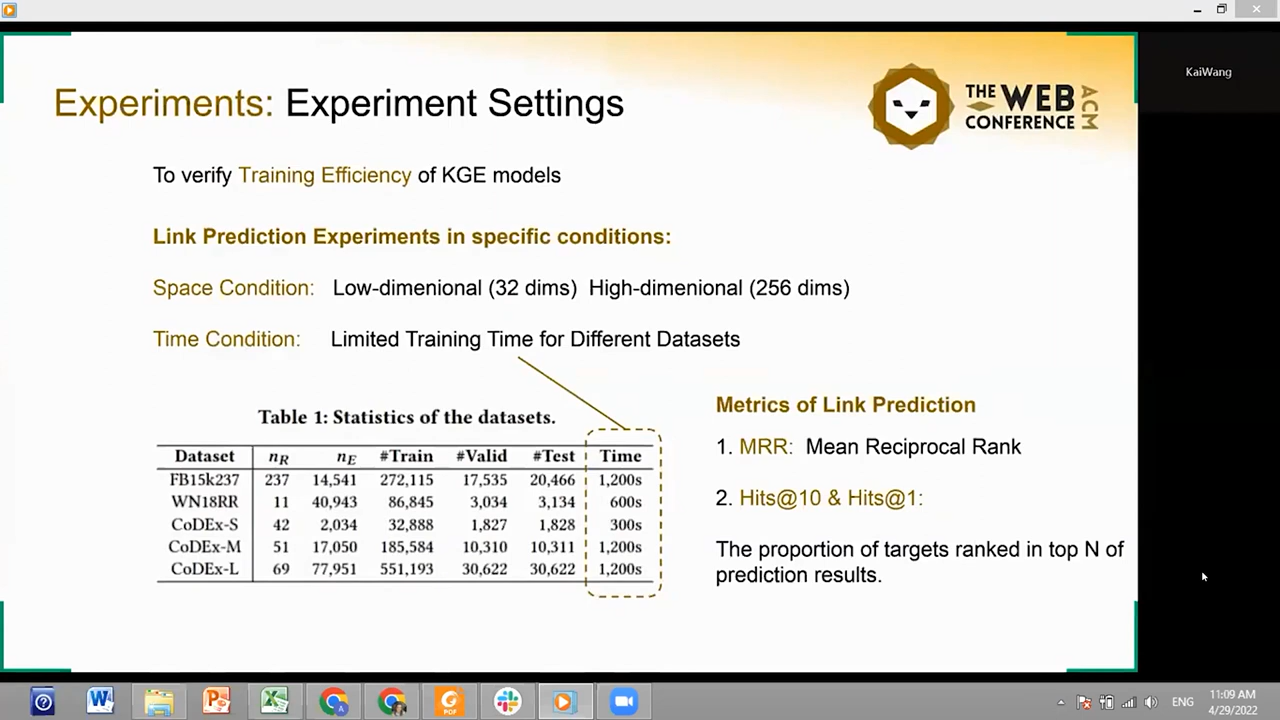 Experiments: Experiment Settings
THE WEB CONFERENCE ACM
KaiWang
To verify Training Efficiency of KGE models
Link Prediction Experiments in specific conditions:
Space Condition: Low-dimenional (32 dims) High-dimenional (256 dims)
Time Condition: Limited Training Time for Different Datasets
Table 1: Statistics of the datasets.
Dataset nR nE #Train #Valid #Test Time
FB15k237 237 14,541 272,115 17,535 20,466 1,200s
WN18RR 11 40,943 86,845 3,034 3,134 600s
CoDEx-S 42 2,034 32,888 1,827 1,828 300s
CoDEx-M 51 17,050 185,584 10,310 10,311 1,200s
CoDEx-L 69 77,951 551,193 30,622 30,622 1,200s
Metrics of Link Prediction
1. MRR: Mean Reciprocal Rank
2. Hits@10 & Hits@1:
The proportion of targets ranked in top N of
prediction results.
ENG
11:09 AM
4/29/2022